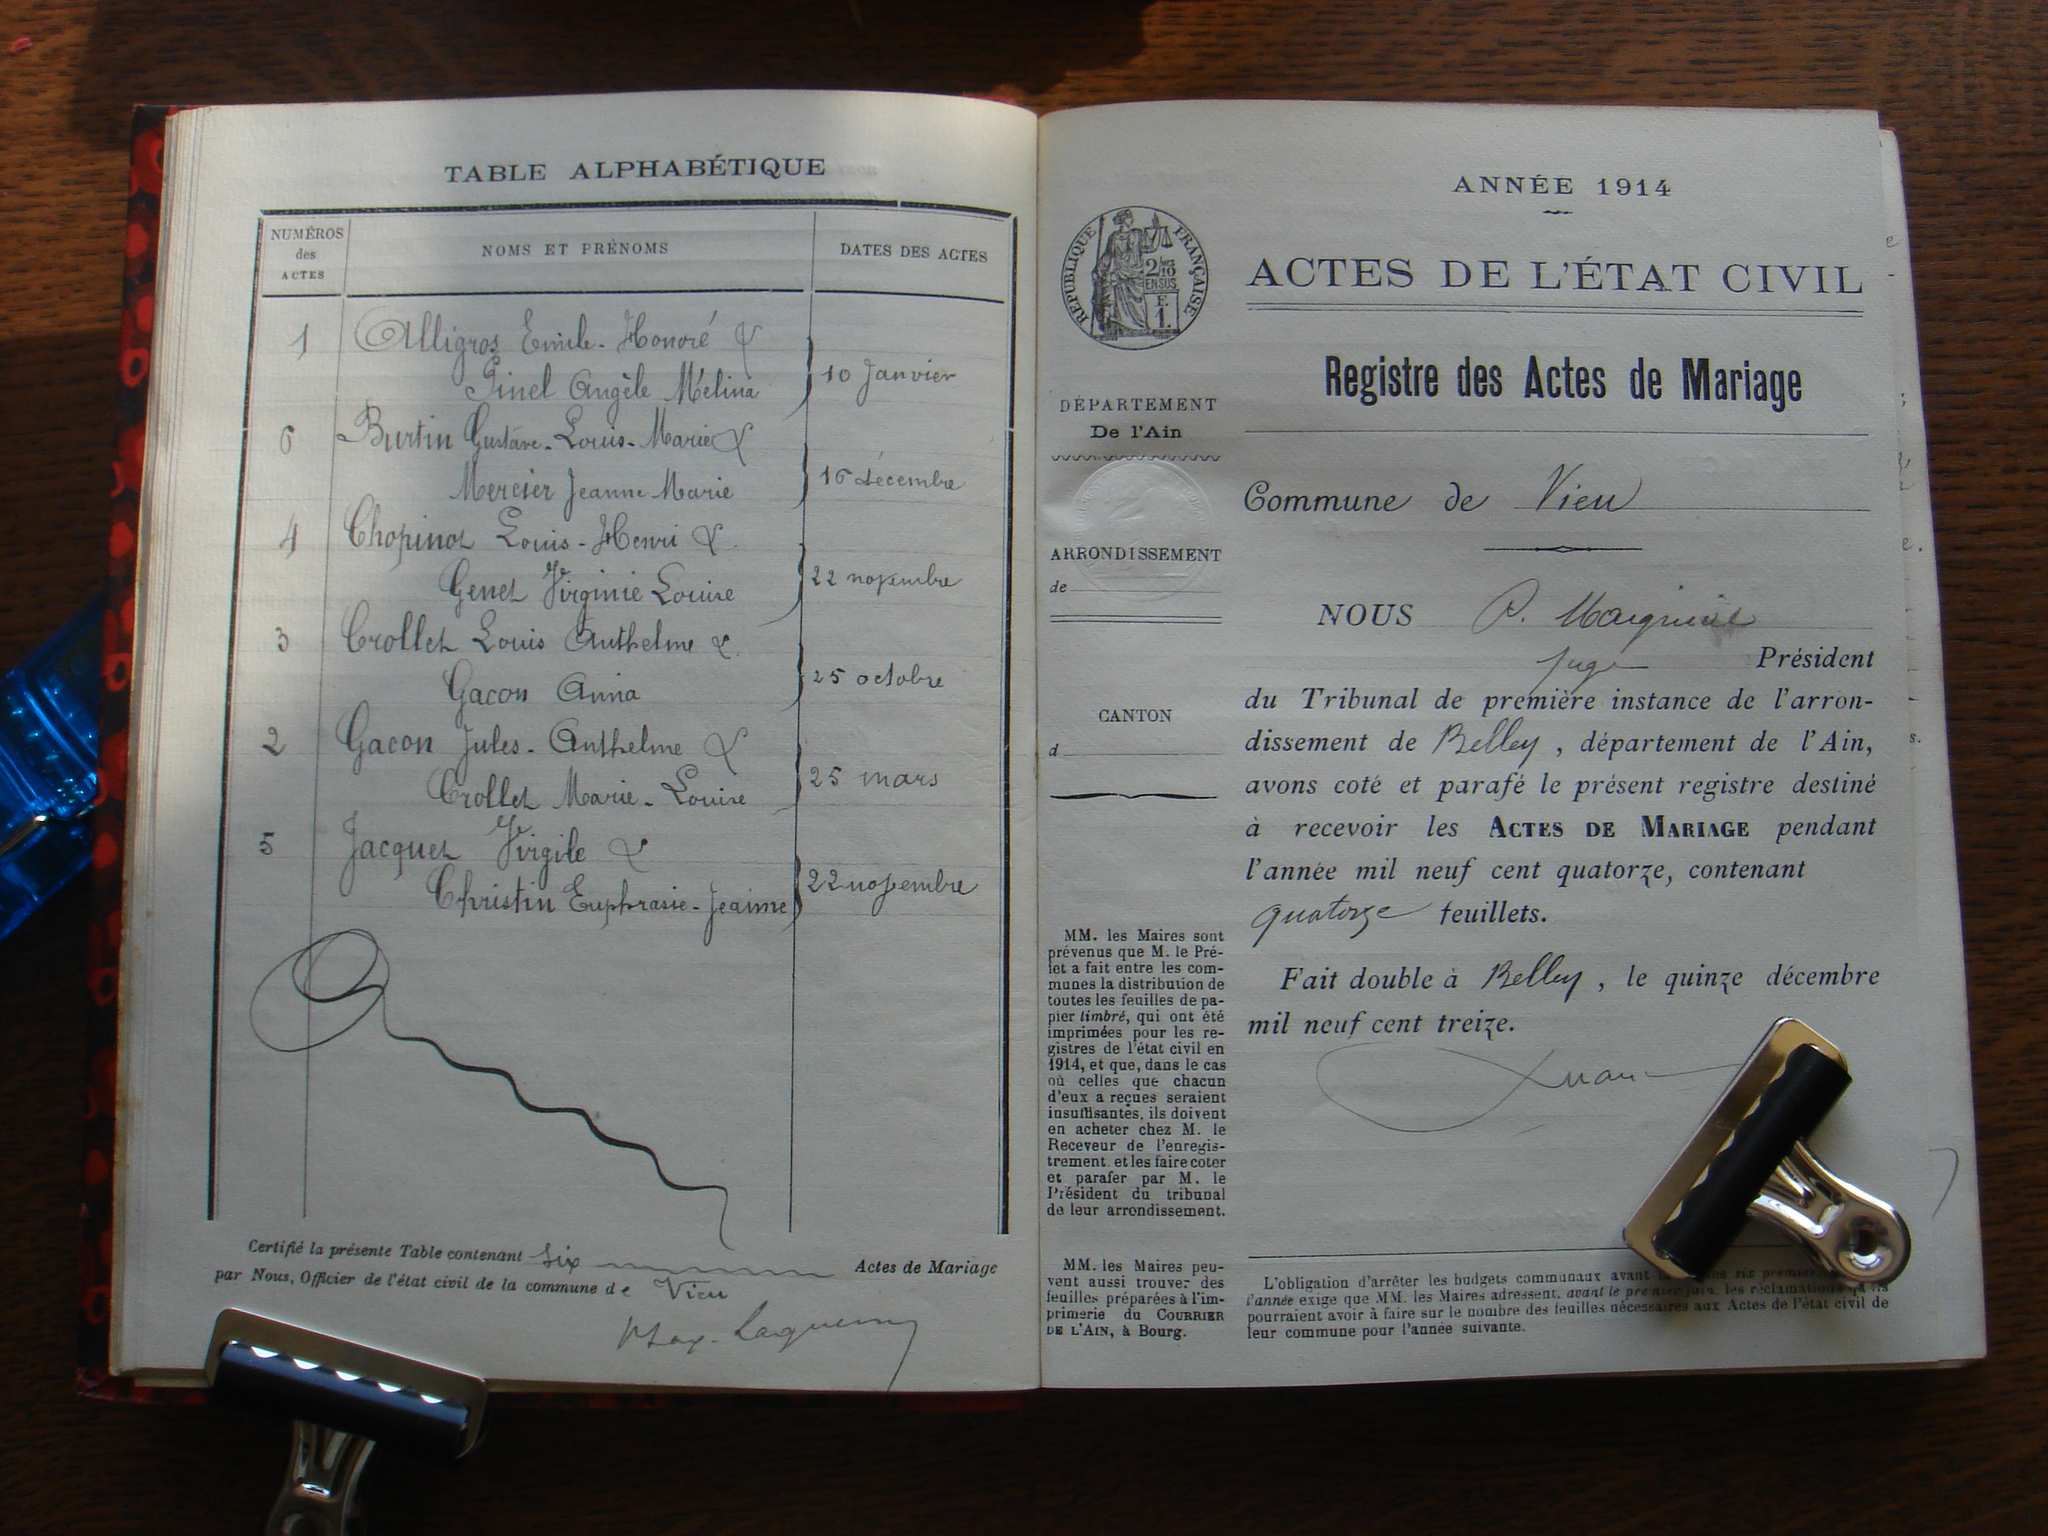 TABLE ALPHABÉTIQUE
NUMÉROS des ACTES
NOMS ET PRÉNOMS
DATES DES ACTES
1 Alligros Emile-Honoré &
Pinel Angèle Mélina
10 Janvier
6 Burtin Gustave-Louis-Marie &
Mercier Jeanne Marie
16 décembre
4 Chopinot Louis-Henri &
Genet Virginie Louise
22 novembre
3 Crollet Louis Anthelme &
Gacon Anna
25 octobre
2 Gacon Jules-Anthelme &
Crollet Marie-Louise
25 mars
5 Jacquet Virgile &
Christin Euphrasie-Jeanne
22 novembre
Certifié la présente Table contenant six Actes de Mariage
par Nous, Officier de l'état civil de la commune de Vieu
ANNÉE 1914
RÉPUBLIQUE FRANÇAISE
ACTES DE L'ÉTAT CIVIL
Registre des Actes de Mariage
DÉPARTEMENT
De l'Ain
Commune de Vieu
ARRONDISSEMENT
de
CANTON
d
NOUS P.
Juge Président
du Tribunal de première instance de l'arron-
dissement de Belley, département de l'Ain,
avons coté et parafé le présent registre destiné
à recevoir les ACTES DE MARIAGE pendant
l'année mil neuf cent quatorze, contenant
quatorze feuillets.
Fait double à Belley, le quinze décembre
mil neuf cent treize.
MM. les Maires sont
prévenus que M. le Pré-
fet a fait entre les com-
munes la distribution de
toutes les feuilles de pa-
pier timbré, qui ont été
imprimées pour les re-
gistres de l'état civil en
1914, et que, dans le cas
où celles que chacun
d'eux a reçues seraient
insuffisantes, ils doivent
en acheter chez M. le
Receveur de l'enregis-
trement et les faire coter
et parafer par M. le
Président du tribunal
de leur arrondissement.
MM. les Maires peu-
vent aussi trouver des
feuilles préparées à l'im-
primerie du COURRIER
DE L'AIN, à Bourg.
L'obligation d'arrêter les budgets communaux avant
l'année exige que MM. les Maires adressent, avant le premier juin, les réclamations qu'ils
pourraient avoir à faire sur le nombre des feuilles nécessaires aux Actes de l'état civil de
leur commune pour l'année suivante.